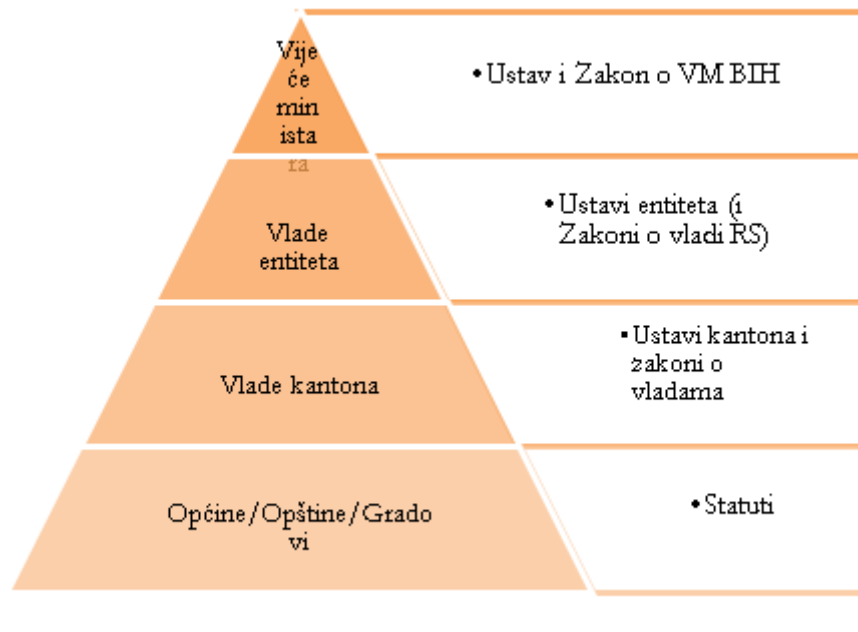 Vije
će
min
ista
ra
• Ustav i Zakon o VM BIH
Vlade
entiteta
• Ustavi entiteta (i
Zakoni o vladi RS)
Vlade kantona
• Ustavi kantona i
zakoni o
vladama
Općine/Opštine/Grado
vi
• Statuti